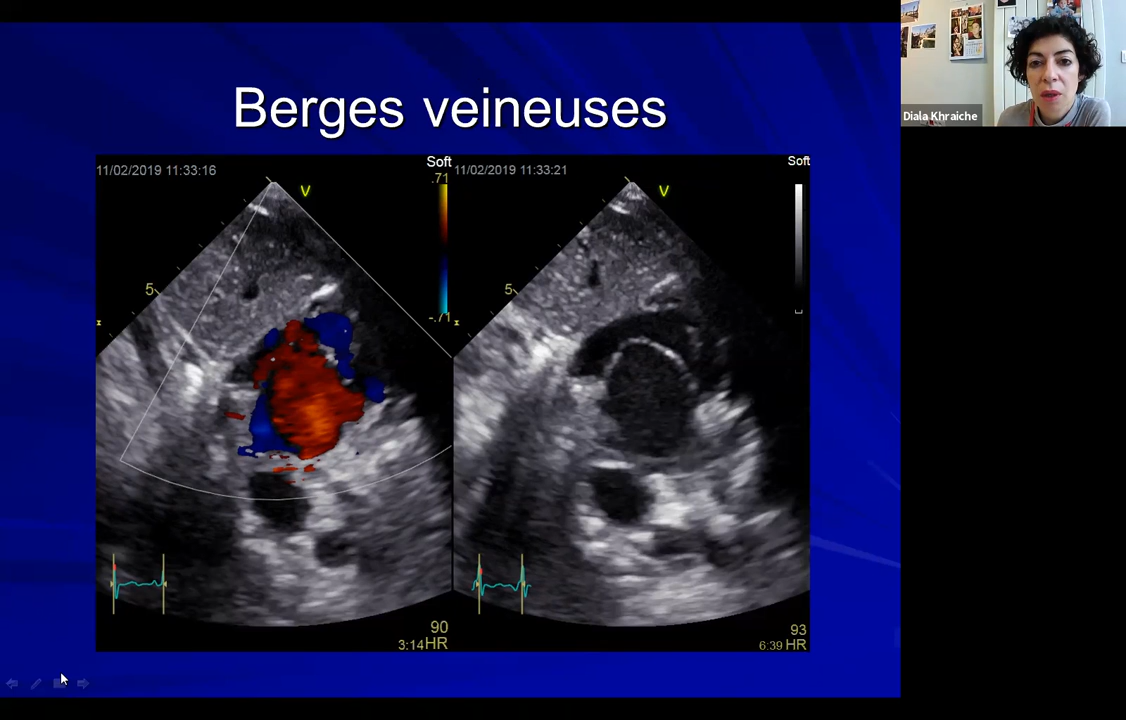 Berges veineuses
11/02/2019 11:33:16
Soft
.71
V
5
-.71
90
3:14HR
11/02/2019 11:33:21
Soft
V
5
93
6:39 HR
Diala Khraiche